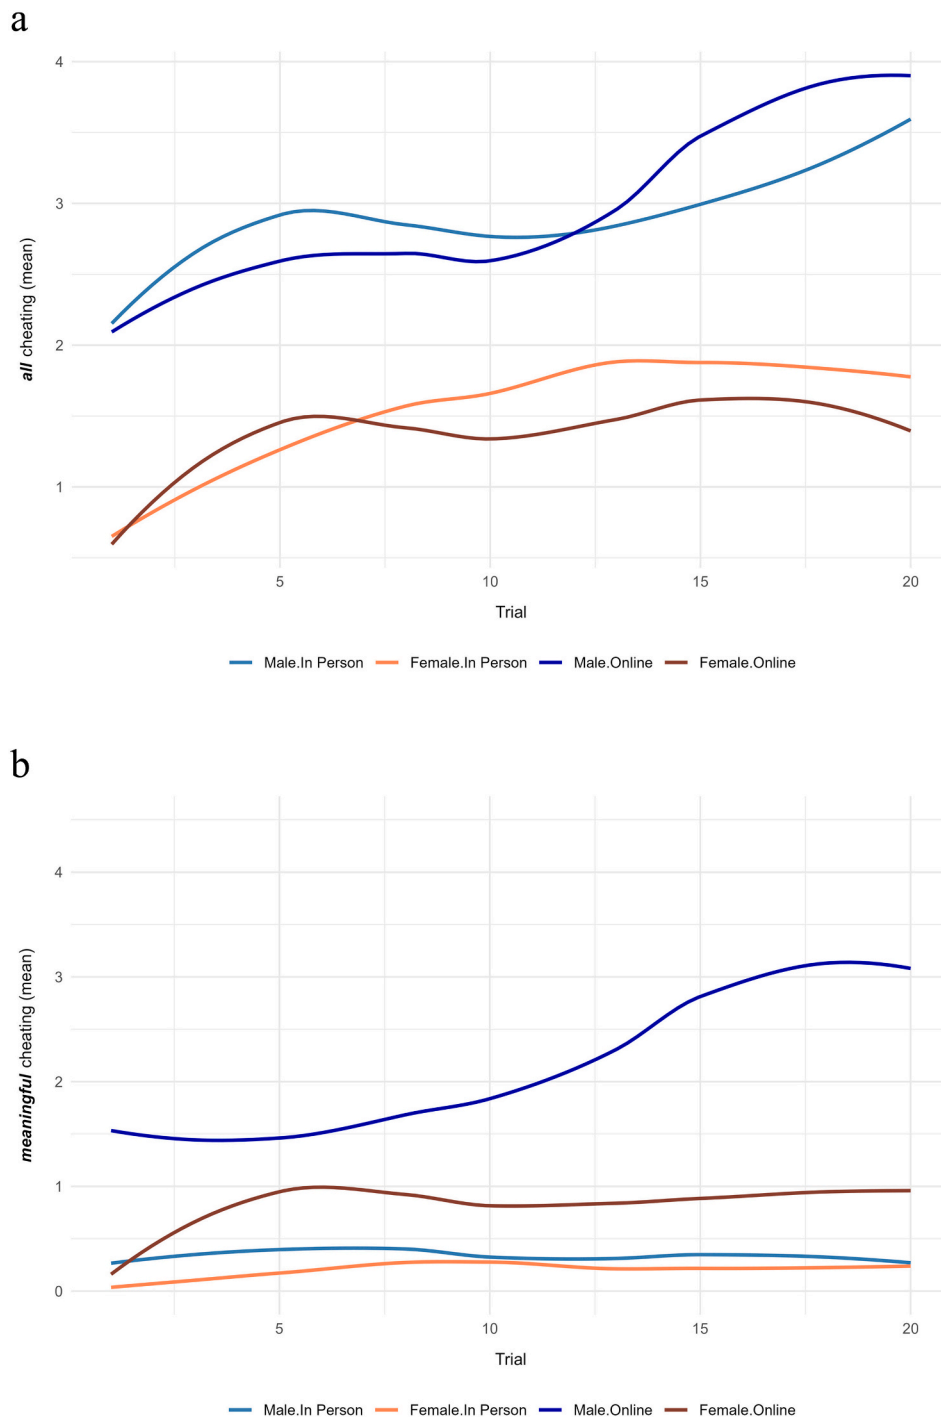 a
4
3
2
1
all cheating (mean)
5 10 15 20
Trial
Male.In Person Female.In Person Male.Online Female.Online
b
4
3
2
1
0
meaningful cheating (mean)
5 10 15 20
Trial
Male.In Person Female.In Person Male.Online Female.Online